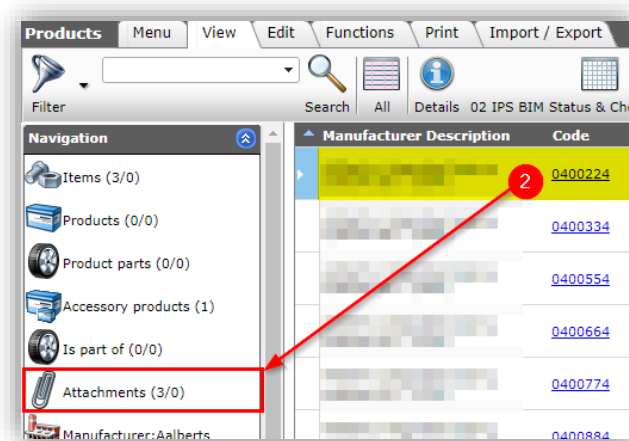 Products Menu View Edit Functions Print Import / Export
Filter Search All Details 02 IPS BIM Status & Ch
Navigation
Items (3/0)
Products (0/0)
Product parts (0/0)
Accessory products (1)
Is part of (0/0)
Attachments (3/0)
Manufacturer:Aalberts
Manufacturer Description Code
2 0400224
0400334
0400554
0400664
0400774
0400884